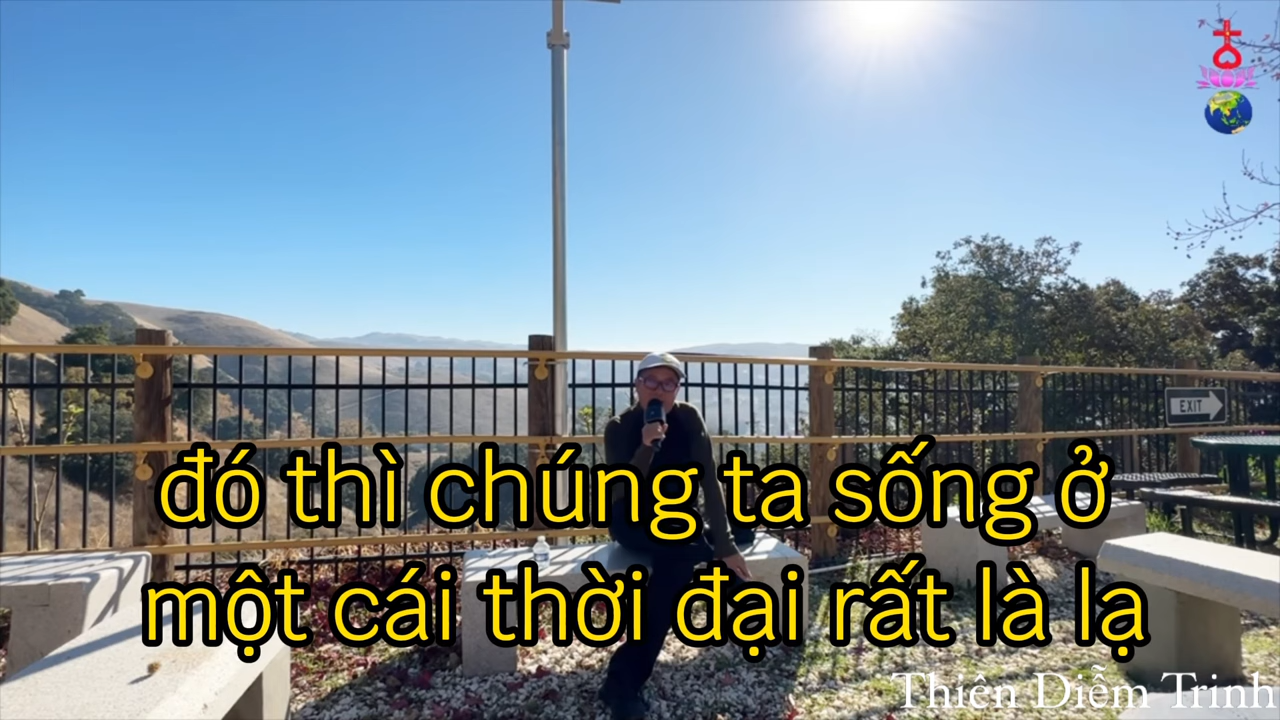 EXIT
đó thì chúng ta sống ở
một cái thời đại rất là lạ
Thiên Diễm Trinh